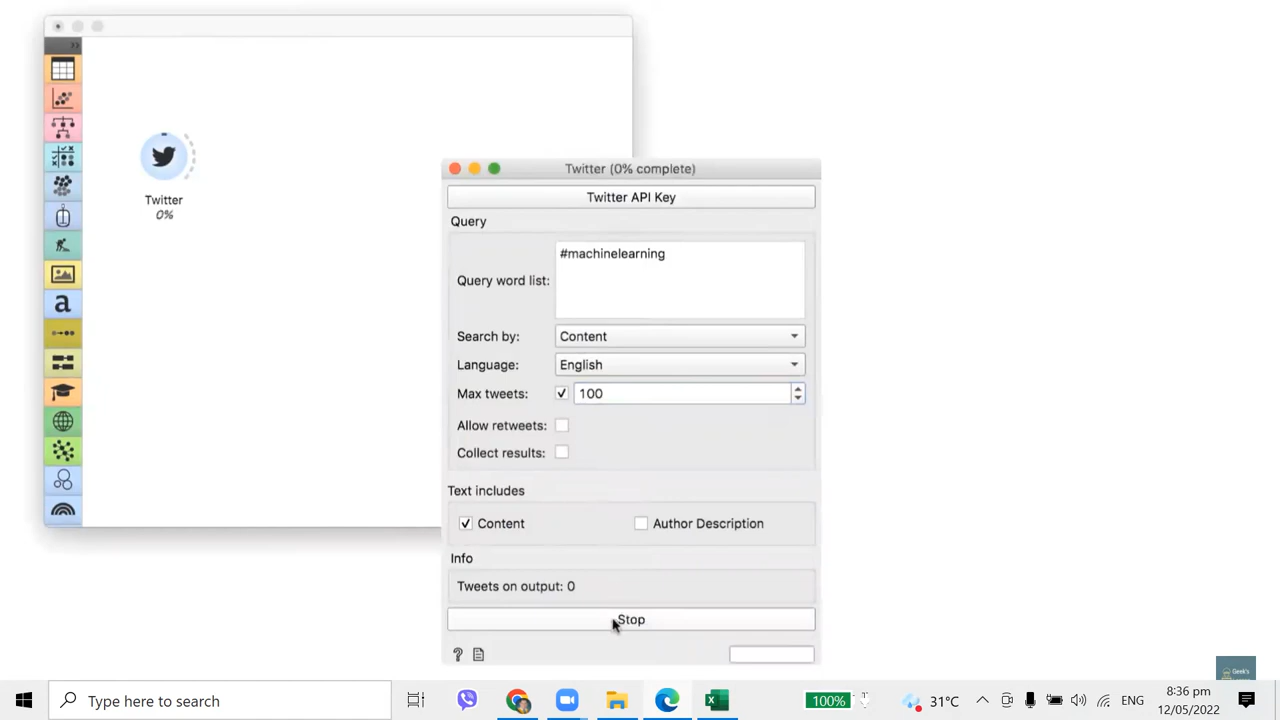 Twitter
0%
Twitter (0% complete)
Twitter API Key
Query
Query word list:
#machinelearning
Search by:
Content
Language:
English
Max tweets:
100
Allow retweets:
Collect results:
Text includes
Content
Author Description
Info
Tweets on output: 0
Stop
?
Geek's
Type here to search
100%
31°C
ENG
8:36 pm
12/05/2022